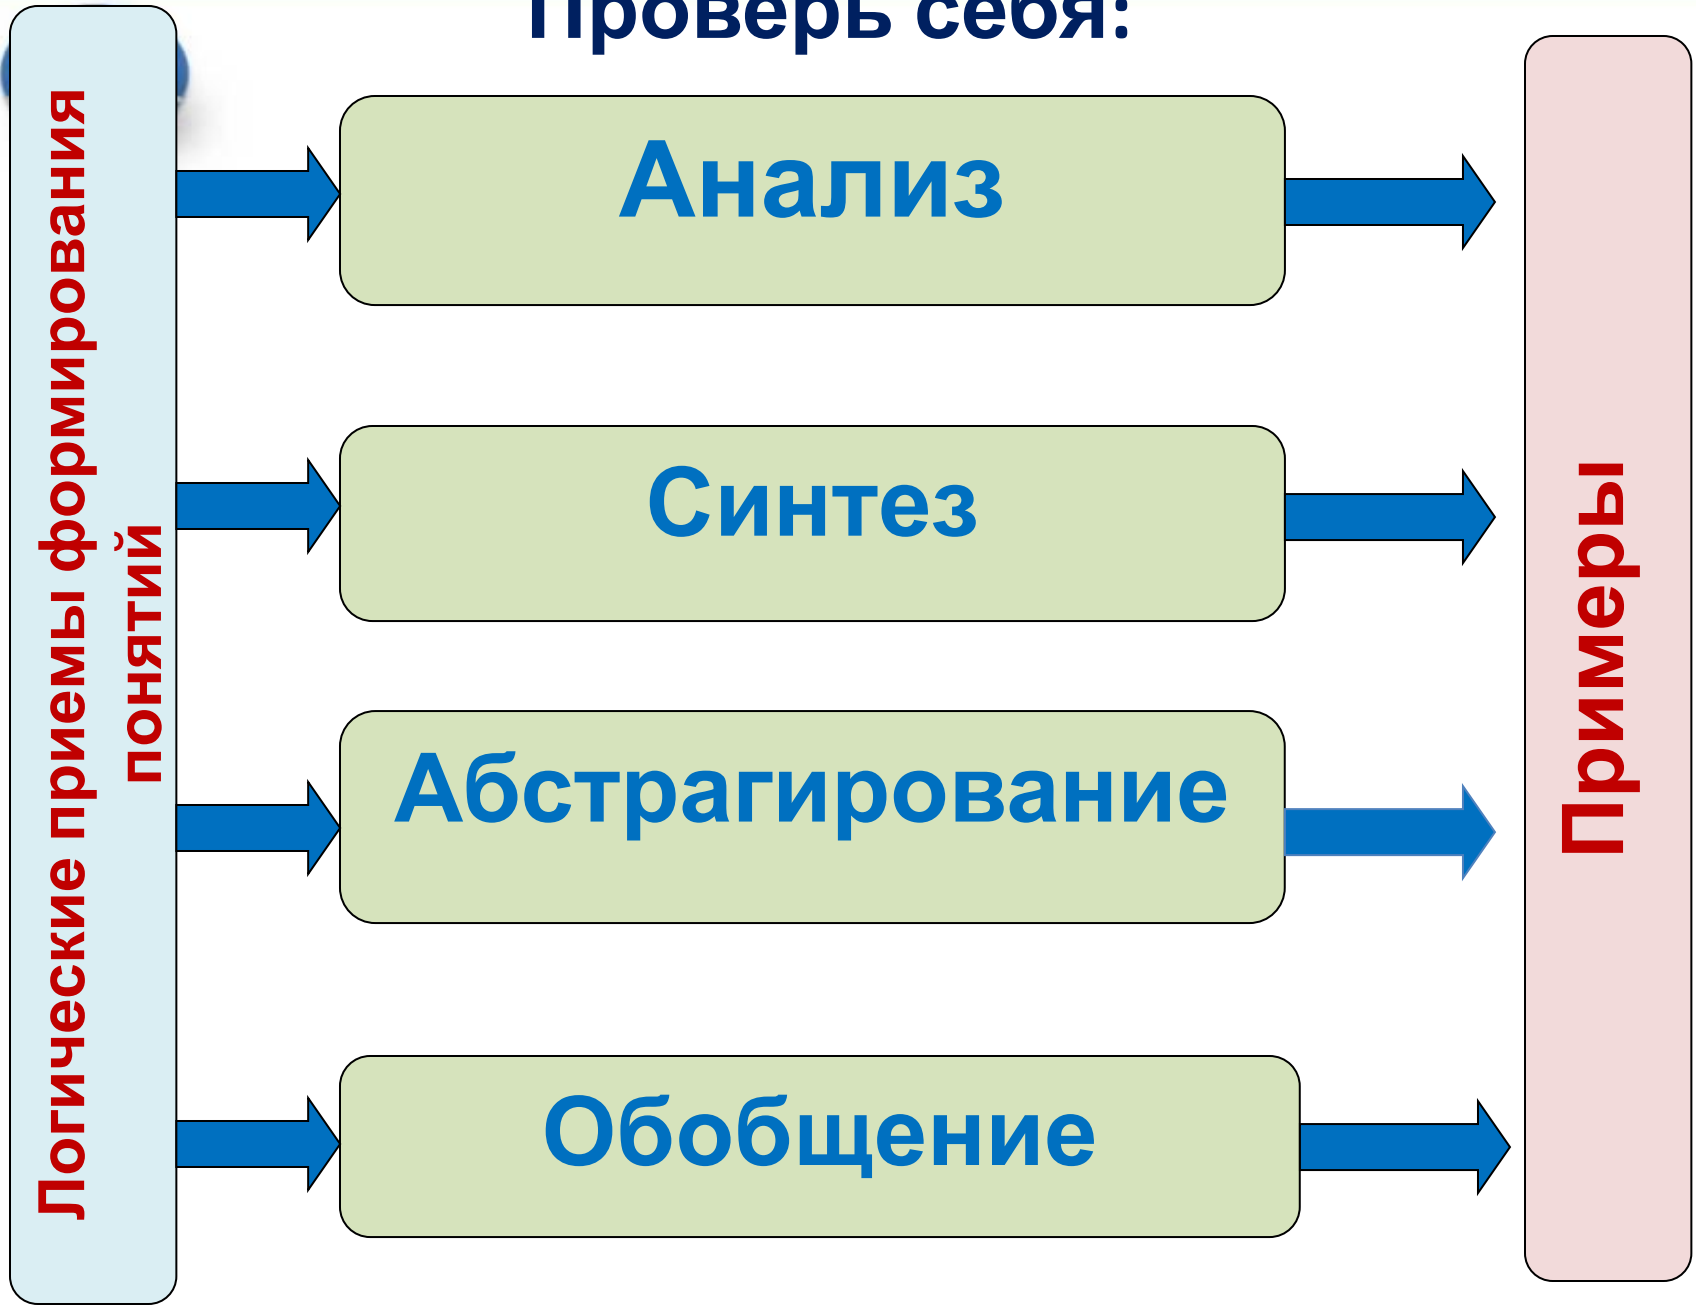 Проверь себя:
Логические приемы формирования
понятий
Анализ
Синтез
Абстрагирование
Обобщение
Примеры